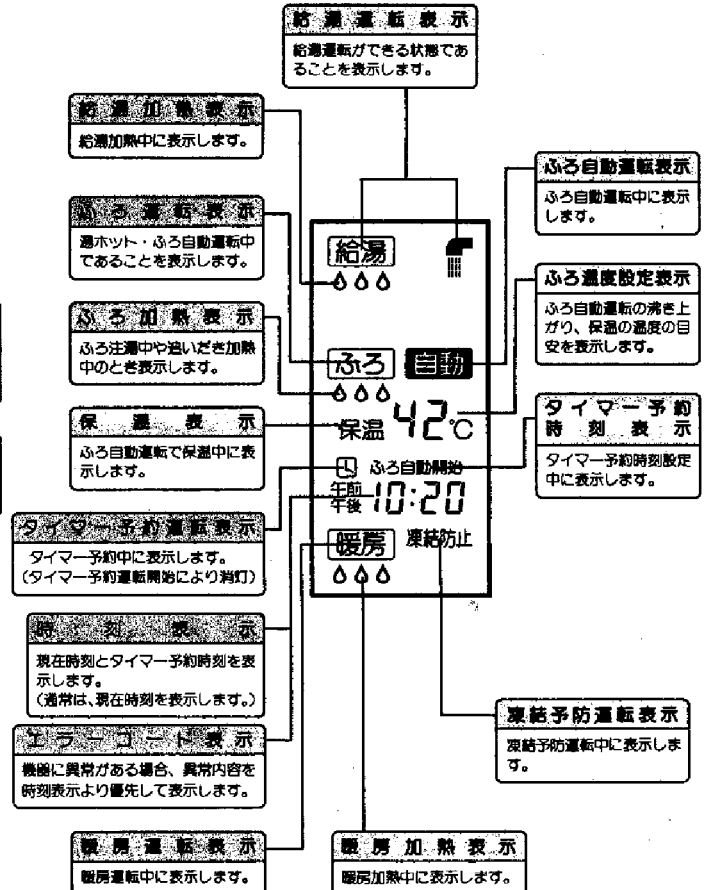 給湯運転表示
給湯運転ができる状態であ
ることを表示します。
給湯加熱表示
給湯加熱中に表示します。
ふろ運転表示
湯ホット・ふろ自動運転中
であることを表示します。
ふろ加熱表示
ふろ注湯中や追いだき加熱
中のとき表示します。
保温表示
ふろ自動運転で保温中に表
示します。
タイマー予約運転表示
タイマー予約中に表示します。
(タイマー予約運転開始により消灯)
時刻表示
現在時刻とタイマー予約時刻を表
示します。
(通常は、現在時刻を表示します。)
エラーコード表示
機器に異常がある場合、異常内容を
時刻表示より優先して表示します。
暖房運転表示
暖房運転中に表示します。
給湯
ふろ 自動
保温 42℃
ふろ自動開始
午前
午後 10:20
暖房 凍結防止
ふろ自動運転表示
ふろ自動運転中に表示
します。
ふろ温度設定表示
ふろ自動運転の沸き上
がり、保温の温度の目
安を表示します。
タイマー予約
時刻表示
タイマー予約時刻設定
中に表示します。
凍結予防運転表示
凍結予防運転中に表示しま
す。
暖房加熱表示
暖房加熱中に表示します。